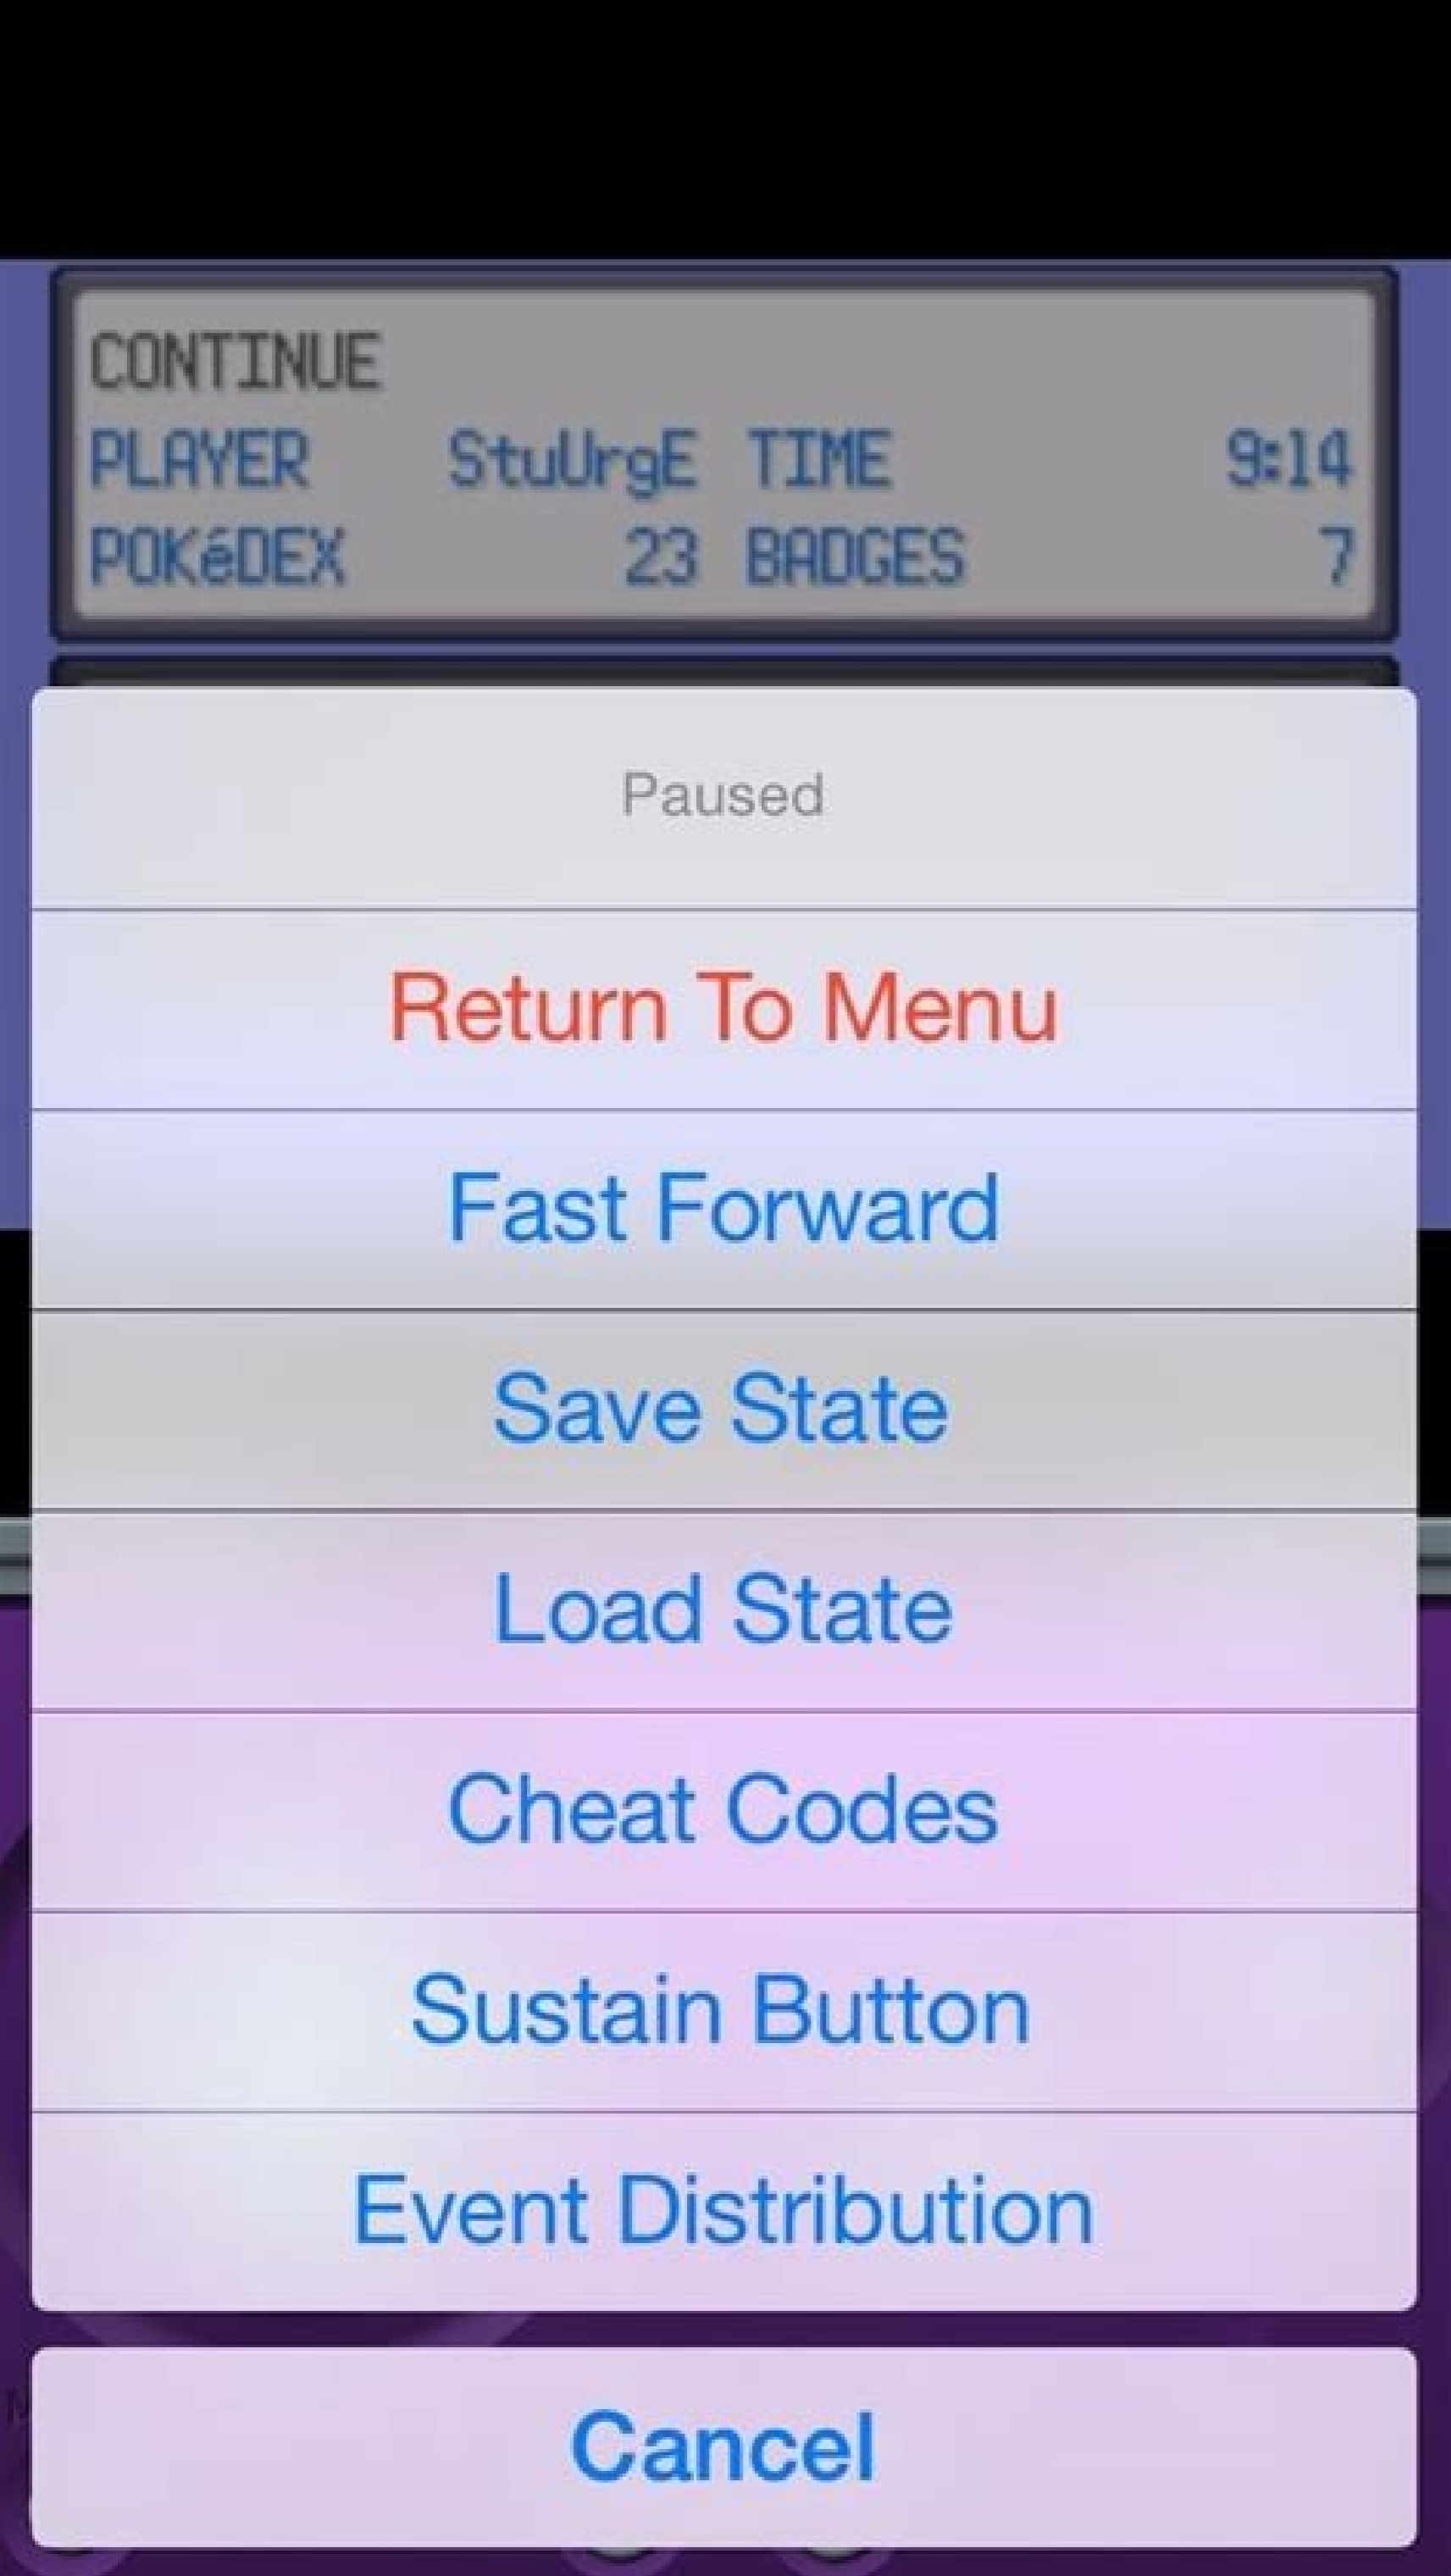 CONTINUE
PLAYER StuUrgE TIME 9:14
POKéDEX 23 BADGES 7
Paused
Return To Menu
Fast Forward
Save State
Load State
Cheat Codes
Sustain Button
Event Distribution
Cancel